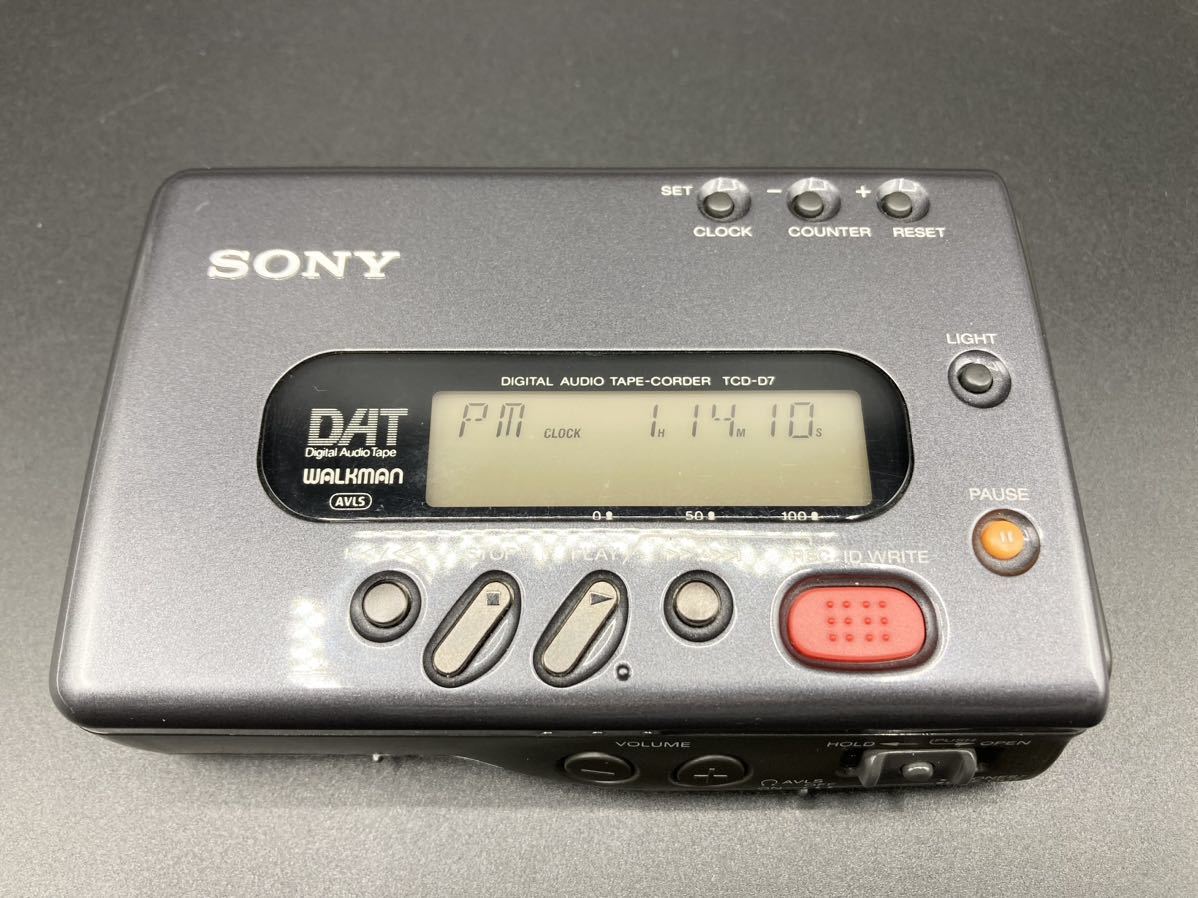 SET - +
CLOCK COUNTER RESET
SONY
LIGHT
DIGITAL AUDIO TAPE-CORDER TCD-D7
DAT
Digital Audio Tape
WALKMAN
AVLS
PM CLOCK 1H 14M 10S
0 50 100
PAUSE
STOP PLAY REC ID WRITE
VOLUME
- +
HOLD PUSH OPEN
AVLS